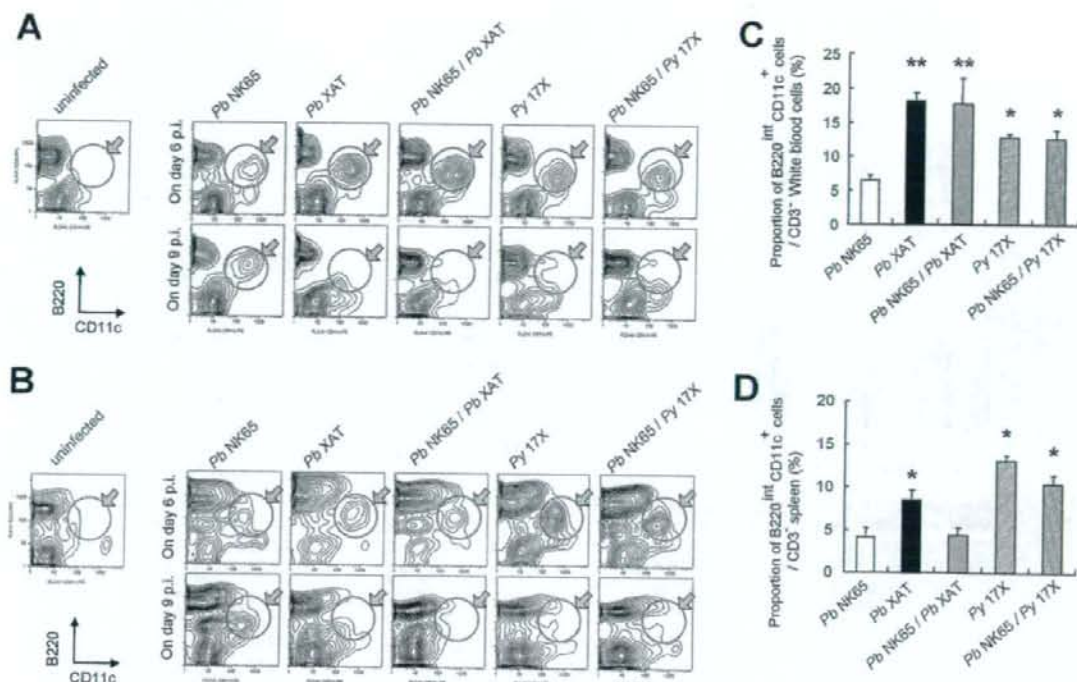 A
uninfected
Pb NK65
Pb XAT
Pb NK65 / Pb XAT
Py 17X
Pb NK65 / Py 17X
On day 6 p.i.
On day 9 p.i.
B220
CD11c
B
uninfected
Pb NK65
Pb XAT
Pb NK65 / Pb XAT
Py 17X
Pb NK65 / Py 17X
On day 6 p.i.
On day 9 p.i.
B220
CD11c
C
Proportion of B220int CD11c+ cells
/ CD3- White blood cells (%)
25
20
15
10
5
0
**
**
*
*
Pb NK65
Pb XAT
Pb NK65 / Pb XAT
Py 17X
Pb NK65 / Py 17X
D
Proportion of B220int CD11c+ cells
/ CD3- spleen (%)
20
15
10
5
0
*
*
*
Pb NK65
Pb XAT
Pb NK65 / Pb XAT
Py 17X
Pb NK65 / Py 17X